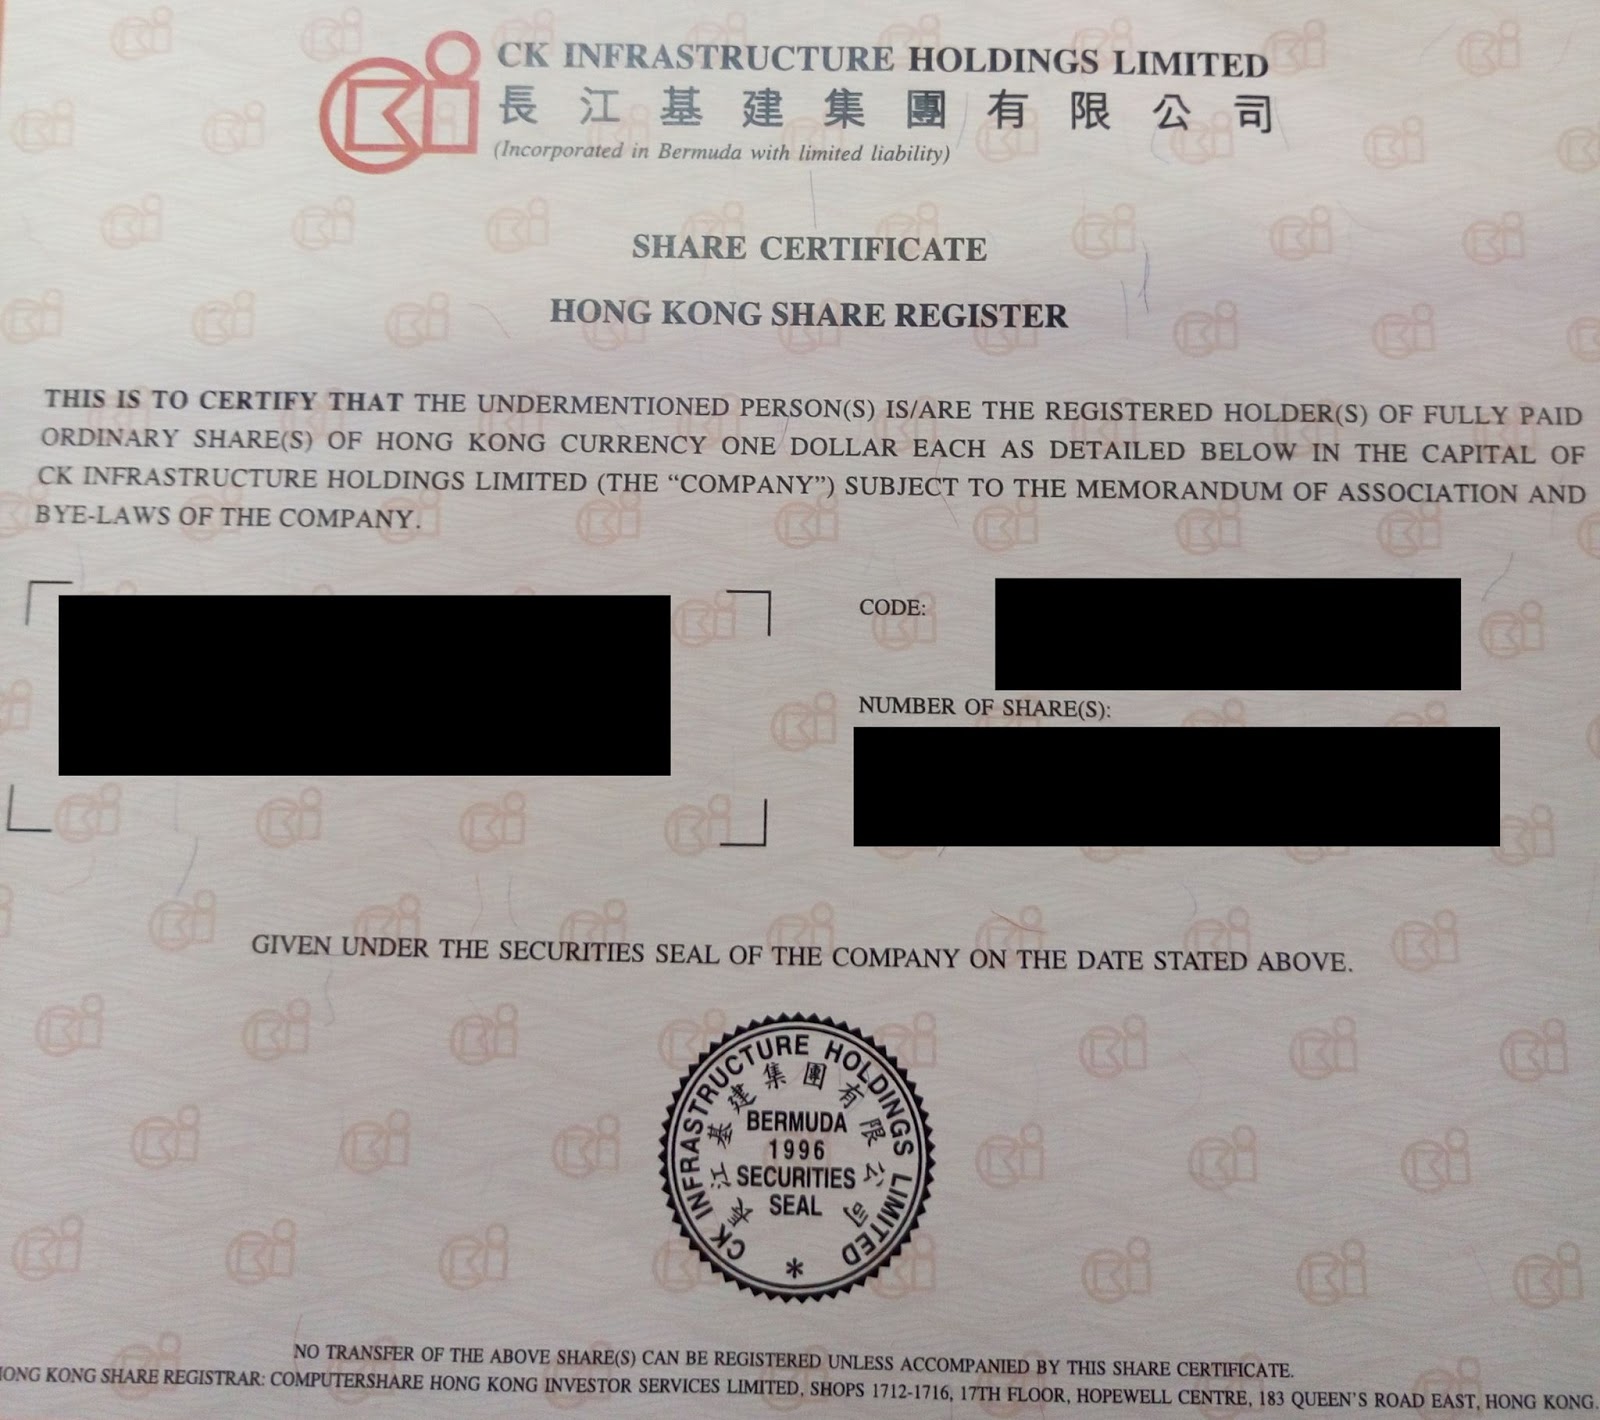 CK INFRASTRUCTURE HOLDINGS LIMITED
長江基建集團有限公司
(Incorporated in Bermuda with limited liability)
SHARE CERTIFICATE
HONG KONG SHARE REGISTER
THIS IS TO CERTIFY THAT THE UNDERMENTIONED PERSON(S) IS/ARE THE REGISTERED HOLDER(S) OF FULLY PAID
ORDINARY SHARE(S) OF HONG KONG CURRENCY ONE DOLLAR EACH AS DETAILED BELOW IN THE CAPITAL OF
CK INFRASTRUCTURE HOLDINGS LIMITED (THE “COMPANY”) SUBJECT TO THE MEMORANDUM OF ASSOCIATION AND
BYE-LAWS OF THE COMPANY.
CODE:
NUMBER OF SHARE(S):
GIVEN UNDER THE SECURITIES SEAL OF THE COMPANY ON THE DATE STATED ABOVE.
CK INFRASTRUCTURE HOLDINGS LIMITED
長江基建集團有限公司
BERMUDA
1996
SECURITIES
SEAL
*
NO TRANSFER OF THE ABOVE SHARE(S) CAN BE REGISTERED UNLESS ACCOMPANIED BY THIS SHARE CERTIFICATE.
HONG KONG SHARE REGISTRAR: COMPUTERSHARE HONG KONG INVESTOR SERVICES LIMITED, SHOPS 1712-1716, 17TH FLOOR, HOPEWELL CENTRE, 183 QUEEN’S ROAD EAST, HONG KONG.